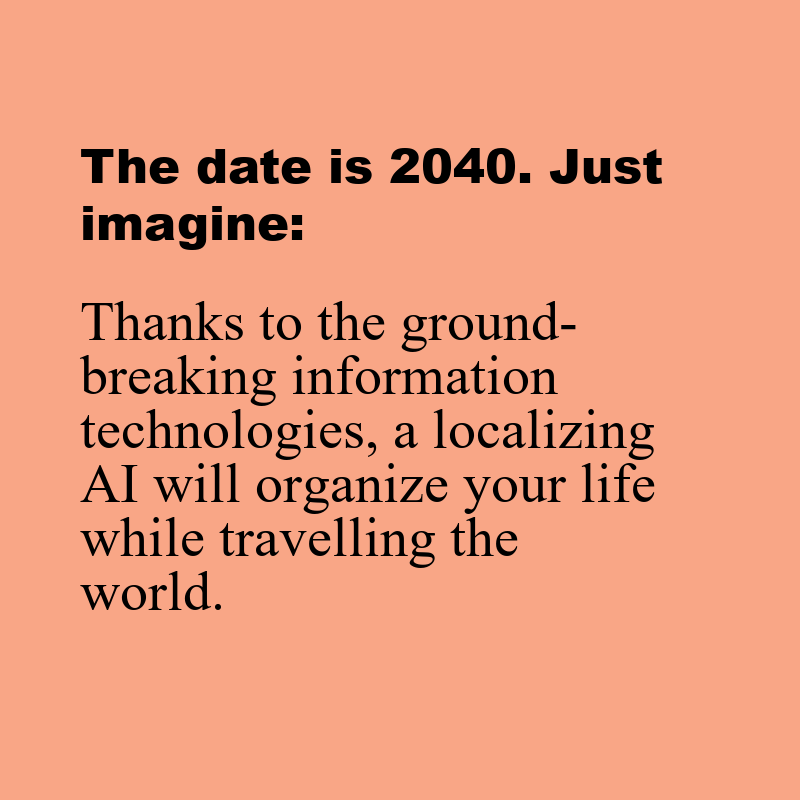 The date is 2040. Just
imagine:
Thanks to the ground-
breaking information
technologies, a localizing
AI will organize your life
while travelling the
world.